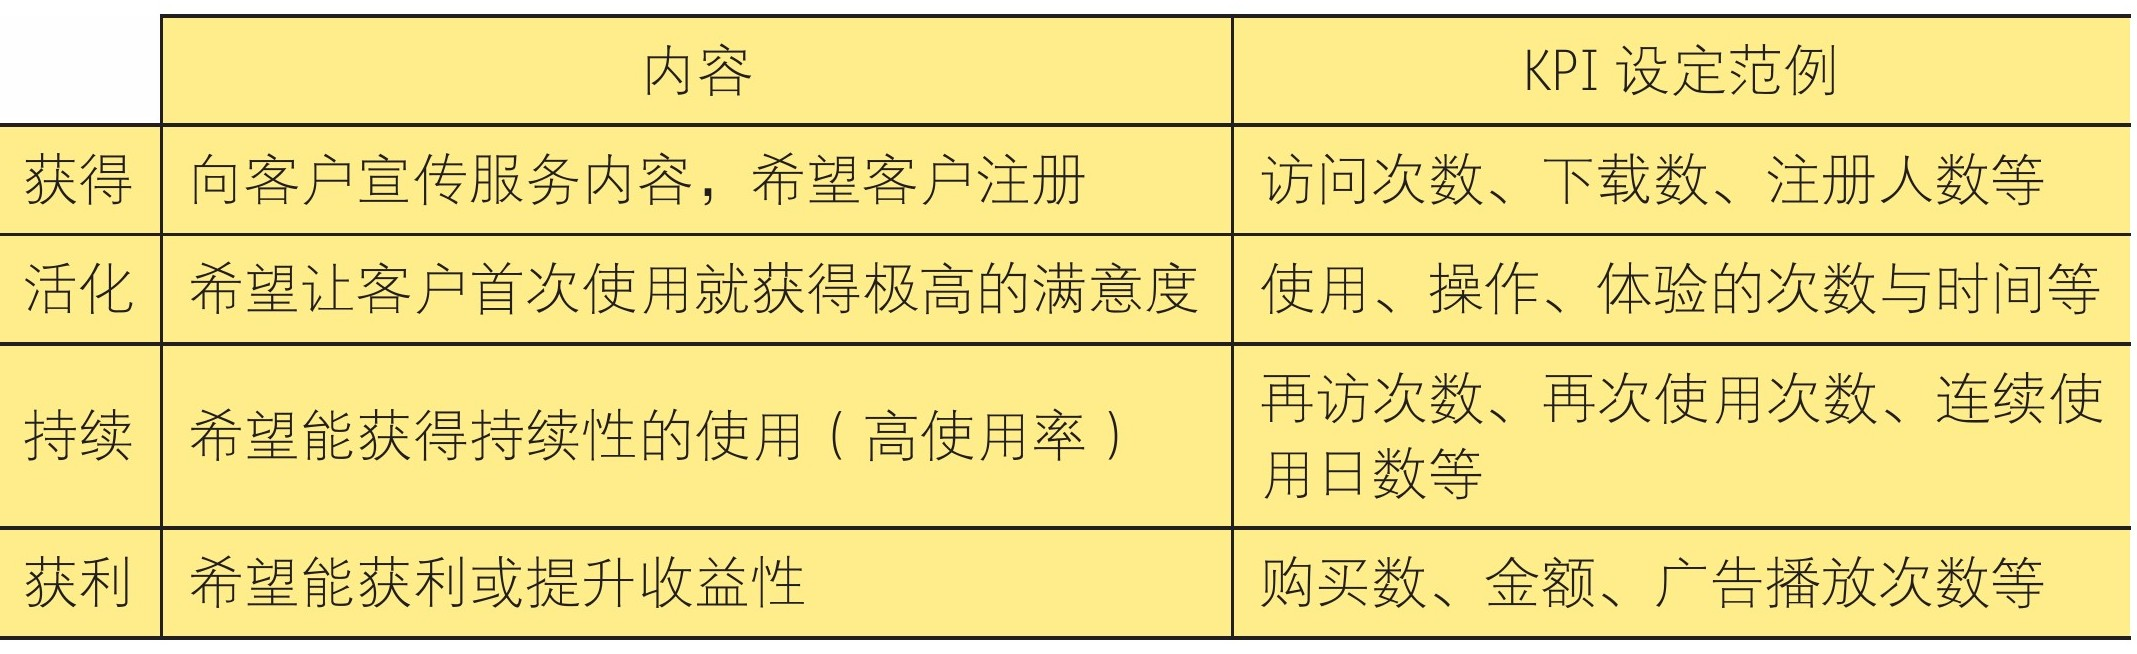 内容
KPI 设定范例
获得
向客户宣传服务内容，希望客户注册
访问次数、下载数、注册人数等
活化
希望让客户首次使用就获得极高的满意度
使用、操作、体验的次数与时间等
持续
希望能获得持续性的使用（高使用率）
再访次数、再次使用次数、连续使
用日数等
获利
希望能获利或提升收益性
购买数、金额、广告播放次数等